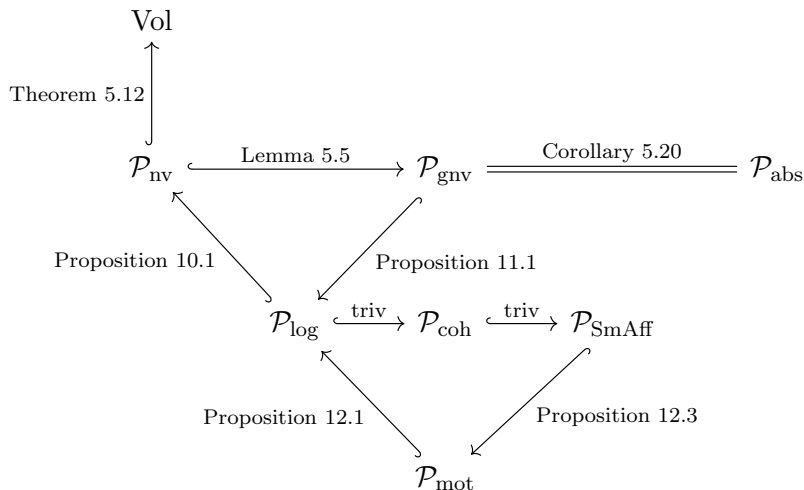 Vol
Theorem 5.12
𝒫_nv Lemma 5.5 𝒫_gnv Corollary 5.20 𝒫_abs
Proposition 10.1 Proposition 11.1
𝒫_log triv 𝒫_coh triv 𝒫_SmAff
Proposition 12.1 Proposition 12.3
𝒫_mot